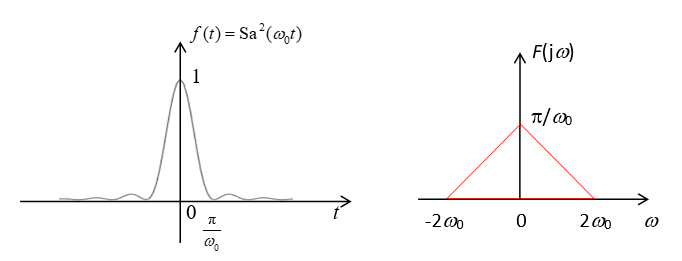 f(t) = Sa²(ω₀t)
1
0
π/ω₀
t
F(jω)
π/ω₀
-2ω₀
0
2ω₀
ω